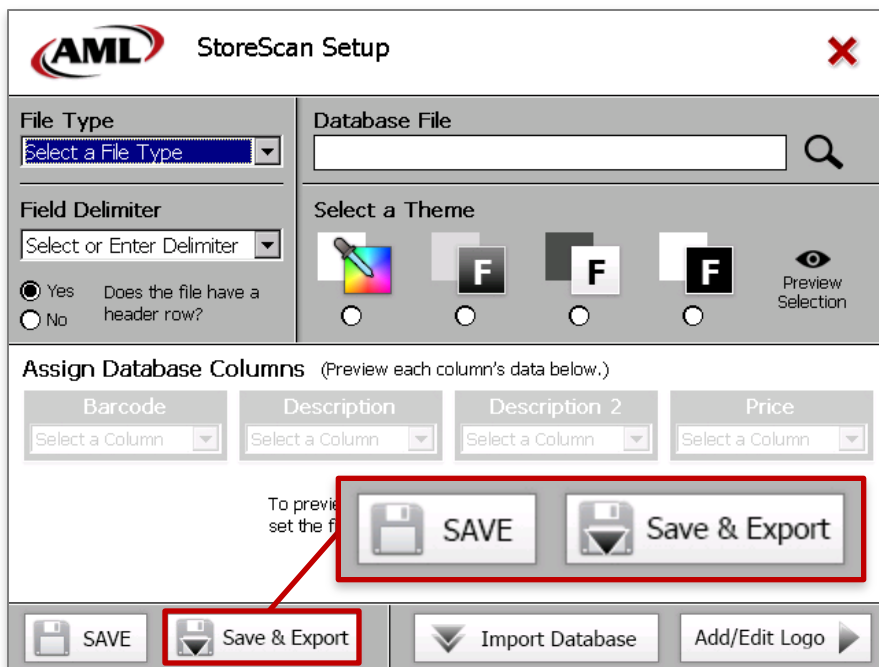 AML
StoreScan Setup
File Type
Database File
Select a File Type
Field Delimiter
Select a Theme
Select or Enter Delimiter
F
F
F
Yes
Does the file have a
Preview
No
header row?
Selection
Assign Database Columns (Preview each column's data below.)
Barcode
Description
Description 2
Price
Select a Column
Select a Column
Select a Column
Select a Column
To previe
set the f
SAVE
Save & Export
SAVE
Save & Export
Import Database
Add/Edit Logo